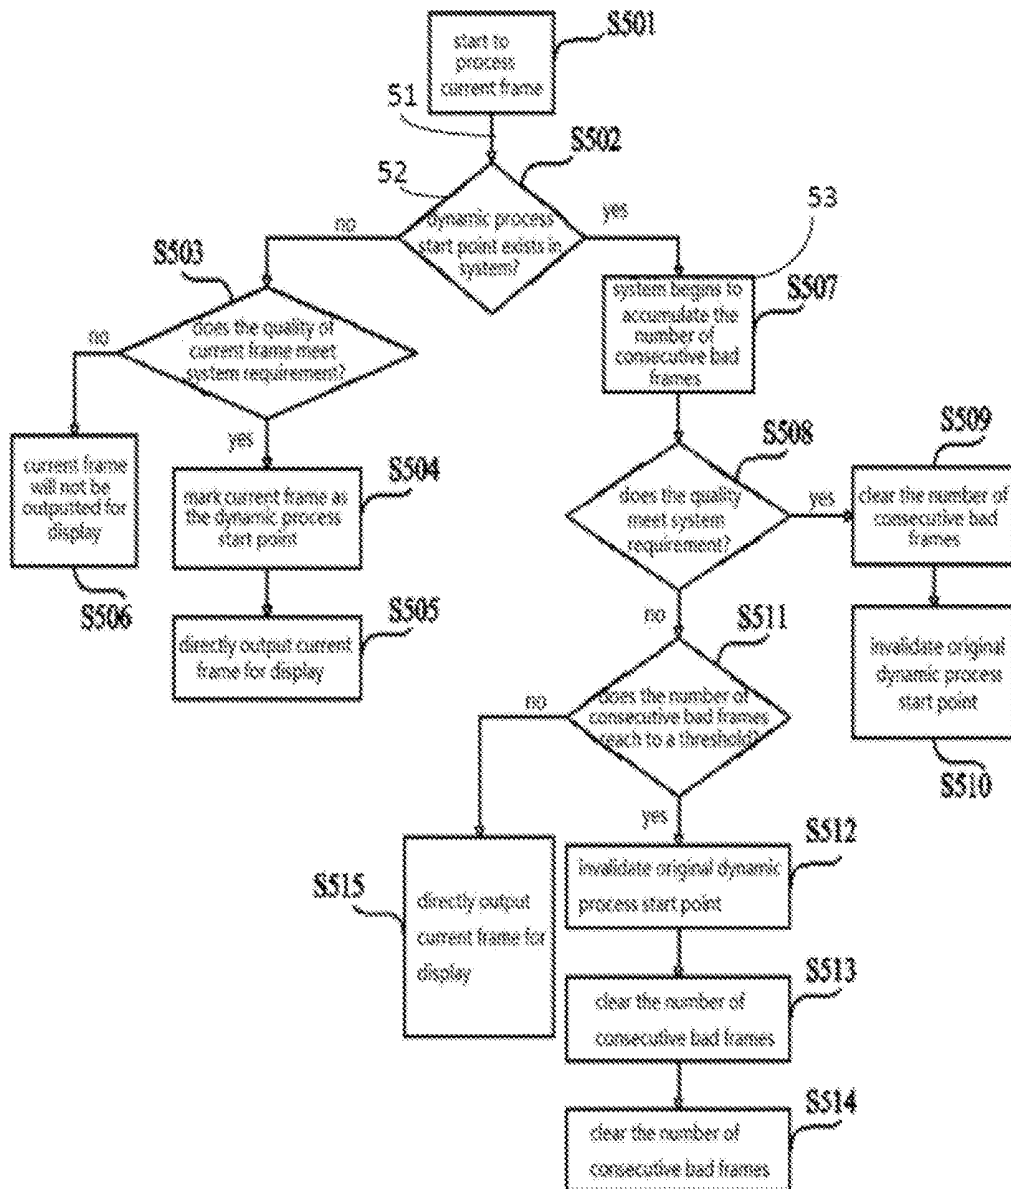 S501
start to
process
current frame
51
S502
52
dynamic process
start point exists in
system?
no
yes
53
S503
does the quality of
current frame meet
system requirement?
no
yes
system begins to
accumulate the
number of
consecutive bad
frames
S507
S506
current frame
will not be
outputted for
display
S504
mark current frame as
the dynamic process
start point
S505
directly output current
frame for display
S508
does the quality
meet system
requirement?
yes
no
S509
clear the number of
consecutive bad
frames
invalidate original
dynamic process
start point
S510
S511
does the number of
consecutive bad frames
reach to a threshold?
no
yes
S515
directly output
current frame for
display
S512
invalidate original dynamic
process start point
S513
clear the number of
consecutive bad frames
S514
clear the number of
consecutive bad frames